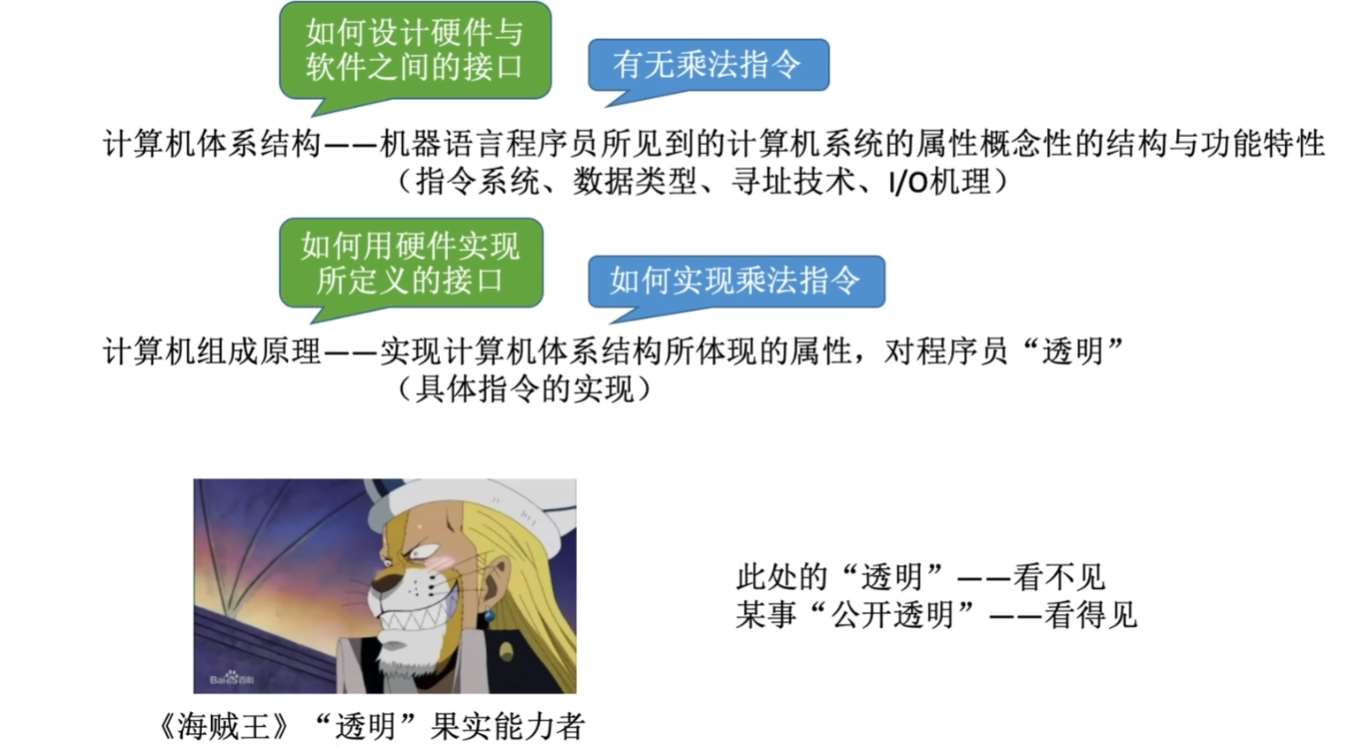 如何设计硬件与
软件之间的接口
有无乘法指令
计算机体系结构——机器语言程序员所见到的计算机系统的属性概念性的结构与功能特性
（指令系统、数据类型、寻址技术、I/O机理）
如何用硬件实现
所定义的接口
如何实现乘法指令
计算机组成原理——实现计算机体系结构所体现的属性，对程序员“透明”
（具体指令的实现）
此处的“透明”——看不见
某事“公开透明”——看得见
Bai百科
《海贼王》“透明”果实能力者